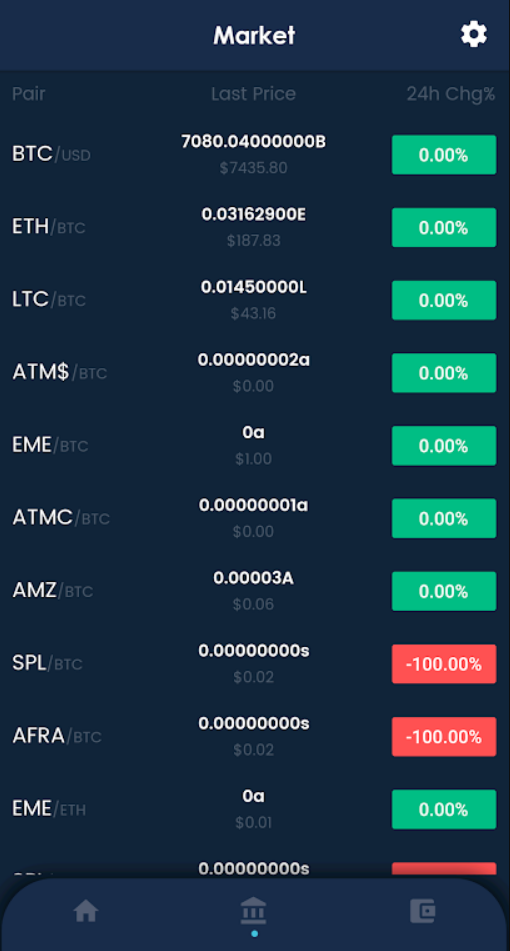 Market
Pair Last Price 24h Chg%
BTC/USD 7080.04000000B 0.00%
$7435.80
ETH/BTC 0.03162900E 0.00%
$187.83
LTC/BTC 0.01450000L 0.00%
$43.16
ATM$/BTC 0.00000002a 0.00%
$0.00
EME/BTC 0a 0.00%
$1.00
ATMC/BTC 0.00000001a 0.00%
$0.00
AMZ/BTC 0.00003A 0.00%
$0.06
SPL/BTC 0.00000000s -100.00%
$0.02
AFRA/BTC 0.00000000s -100.00%
$0.02
EME/ETH 0a 0.00%
$0.01
0.00000000s